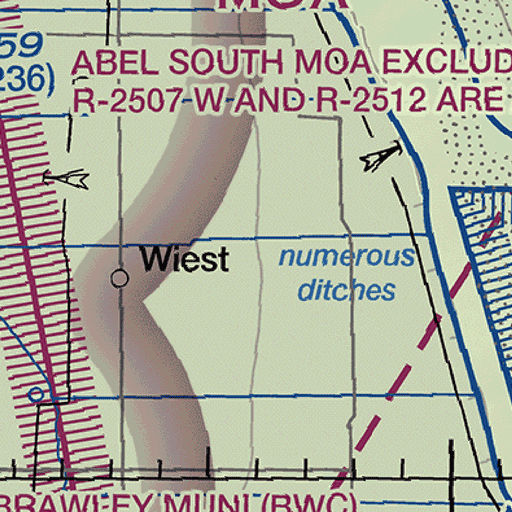 MOA
59
236)
ABEL SOUTH MOA EXCLUD
R-2507 W AND R-2512 ARE
Wiest
numerous
ditches
BRAWLEY MUNI (BWC)